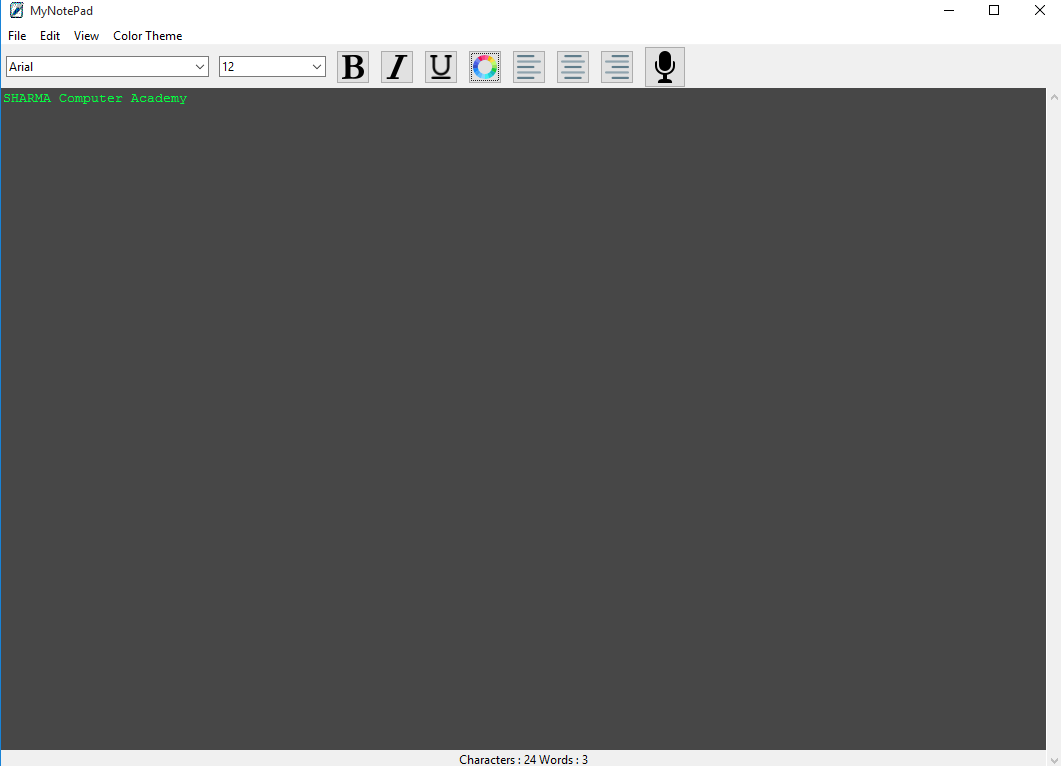 MyNotePad
File Edit View Color Theme
Arial 12 B I U
SHARMA Computer Academy
Characters : 24 Words : 3